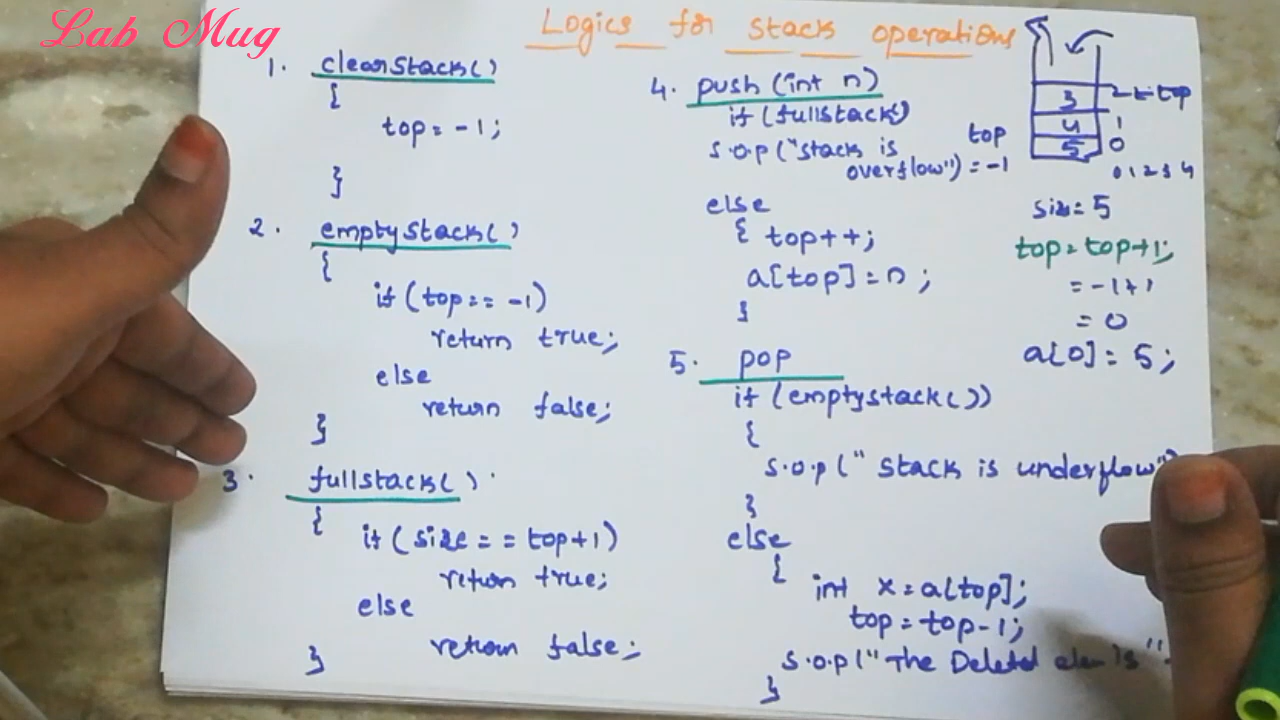 Lab Mug
Logics for stack operations
1. clearstack()
{
top = -1;
}
2. emptystack()
{
if (top == -1)
return true;
else
return false;
}
3. fullstack()
{
if (size == top+1)
return true;
else
return false;
}
4. push (int n)
if (fullstack)
s.o.p("stack is
overflow")
else
{ top++;
a[top] = n;
}
5. pop
if (emptystack())
{
s.o.p(" stack is underflow")
}
else
{
int x = a[top];
top = top-1;
s.o.p("The Deleted ele is"
}
3 2 top
4 1
5 0
top
= -1
0 1 2 3 4
size = 5
top = top+1;
= -1+1
= 0
a[0] = 5;